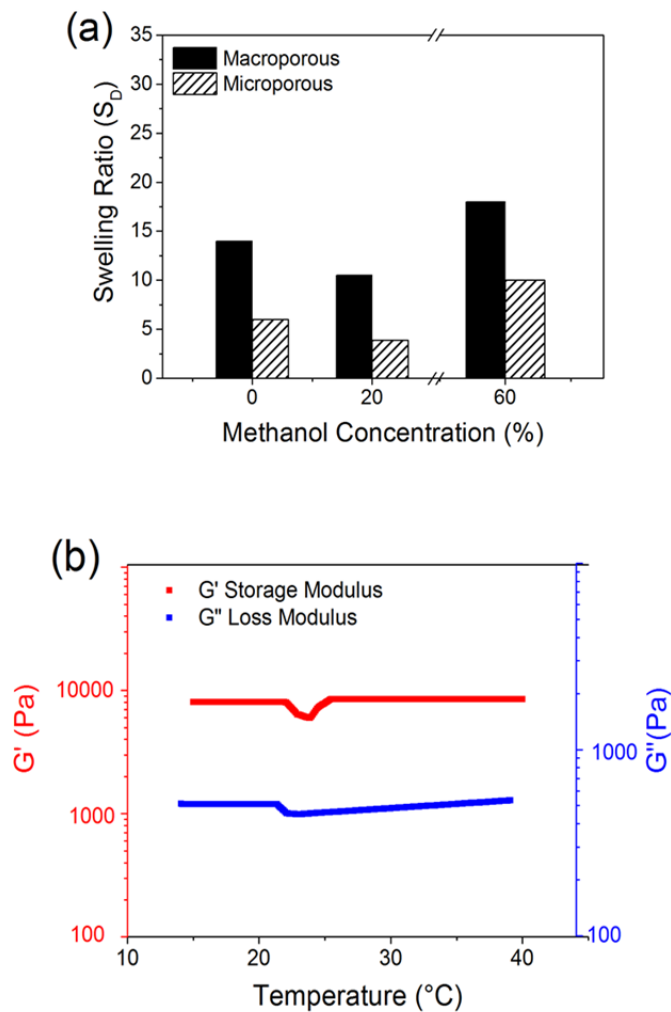 (a)
35
30
25
20
15
10
5
0
Swelling Ratio (S_D)
Macroporous
Microporous
0 20 60
Methanol Concentration (%)
(b)
G' Storage Modulus
G" Loss Modulus
10000
1000
100
G' (Pa)
1000
100
G"(Pa)
10 20 30 40
Temperature (°C)